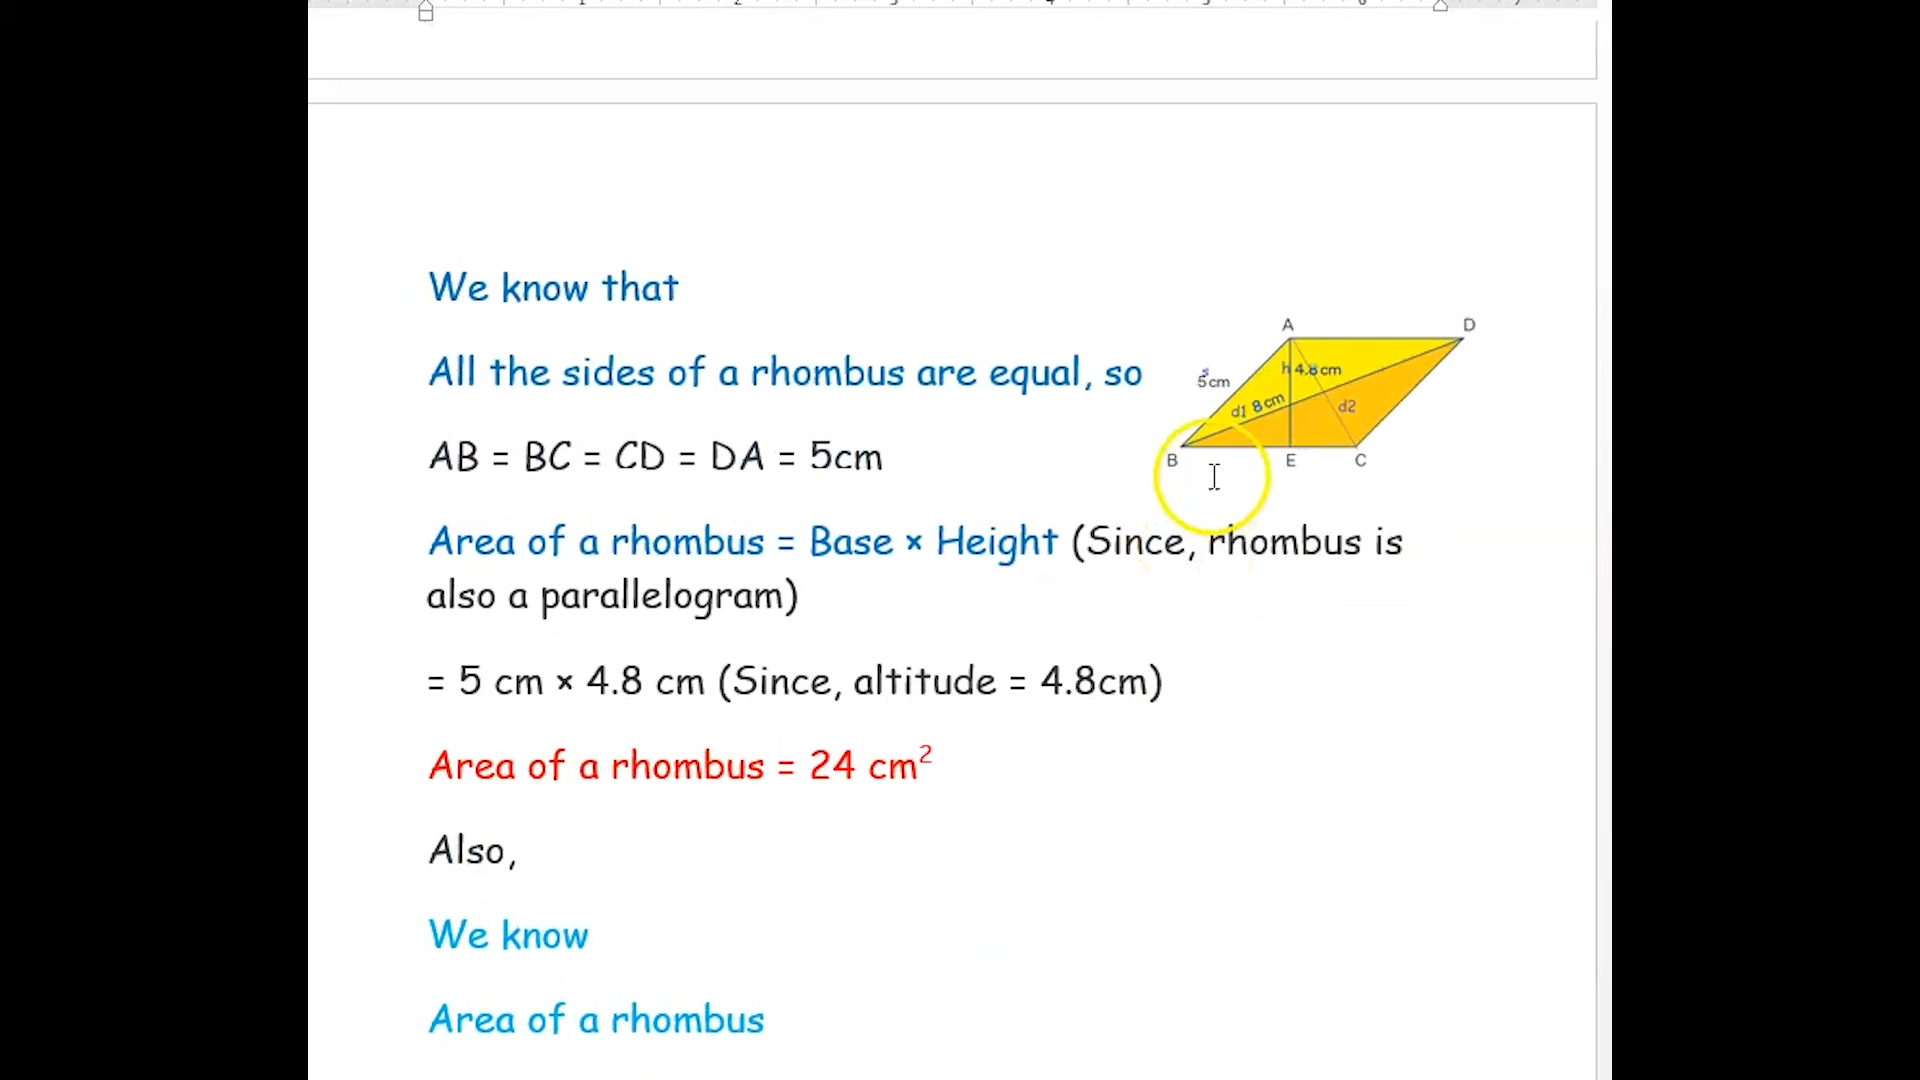 We know that
A D
All the sides of a rhombus are equal, so
5cm h 4.8cm
d1 8cm d2
AB = BC = CD = DA = 5cm
B E C
Area of a rhombus = Base × Height (Since, rhombus is
also a parallelogram)
= 5 cm × 4.8 cm (Since, altitude = 4.8cm)
Area of a rhombus = 24 cm²
Also,
We know
Area of a rhombus